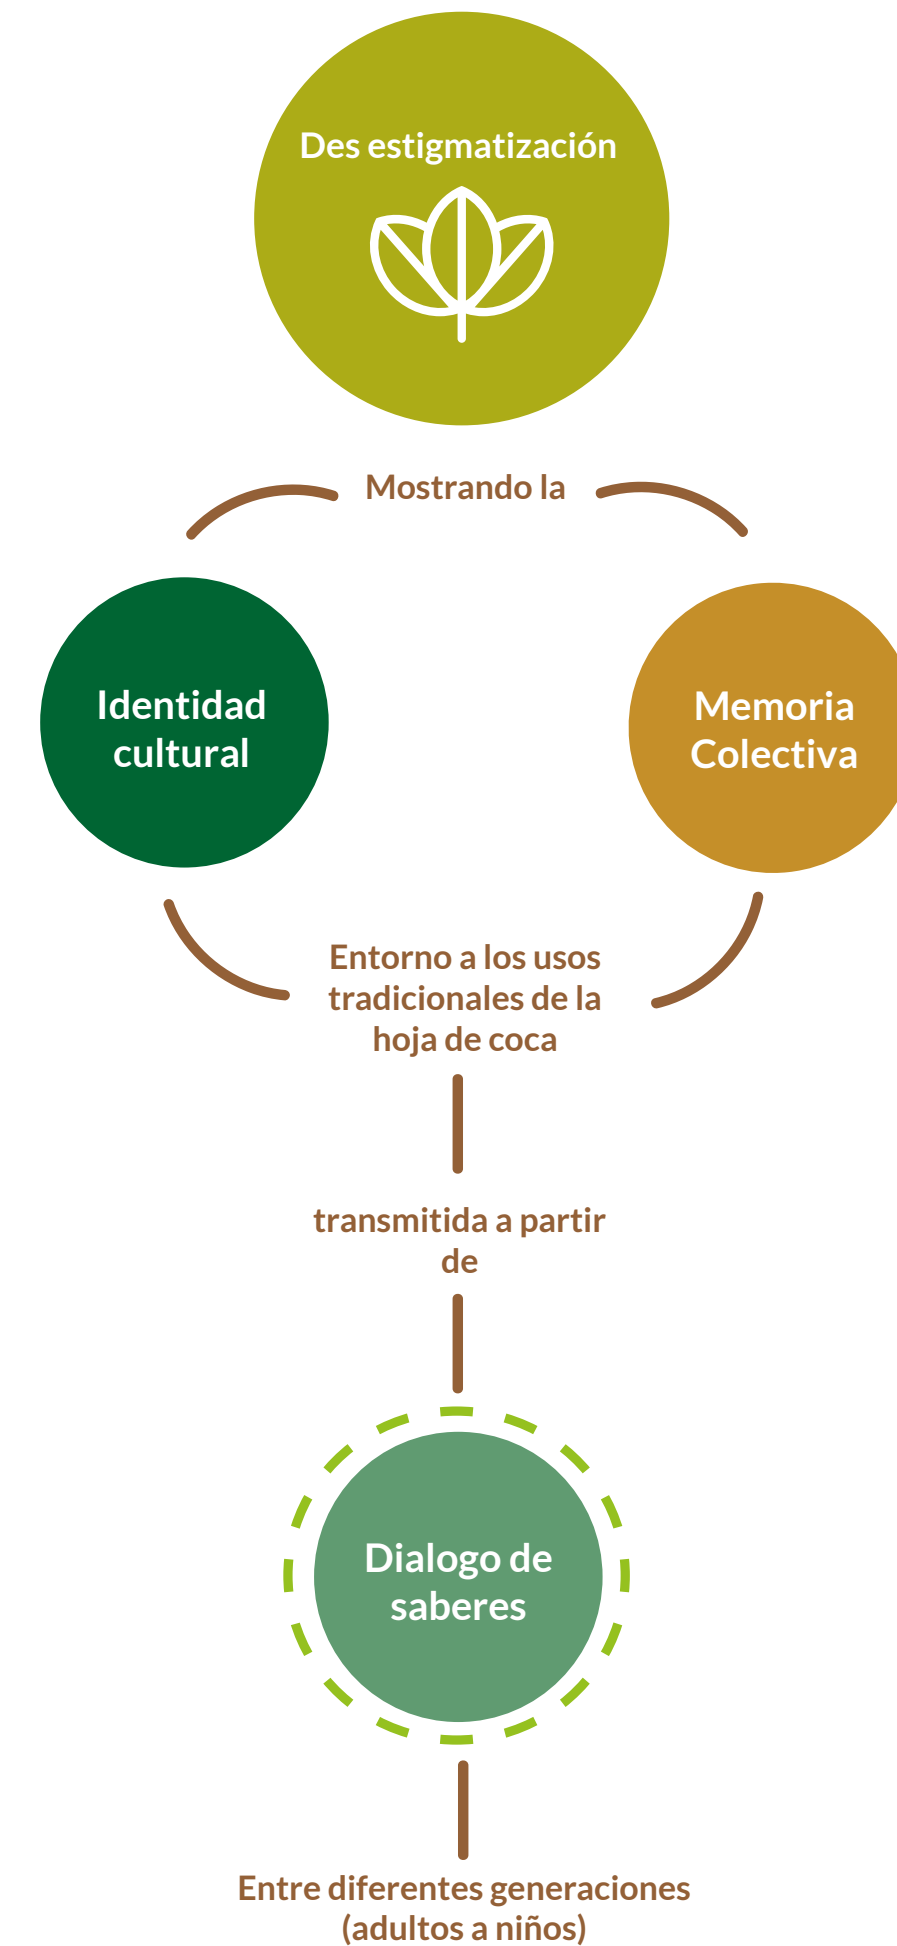 Des estigmatización
Mostrando la
Identidad
cultural
Memoria
Colectiva
Entorno a los usos
tradicionales de la
hoja de coca
transmitida a partir
de
Dialogo de
saberes
Entre diferentes generaciones
(adultos a niños)